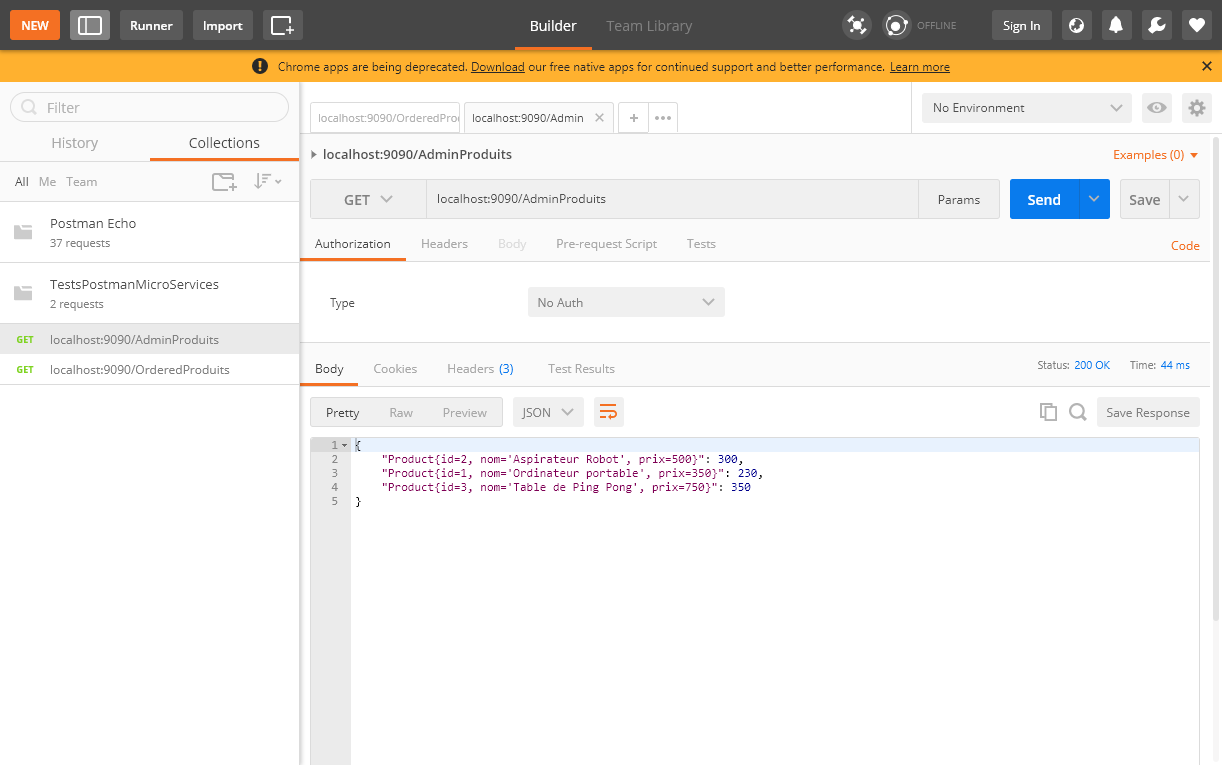 NEW Runner Import Builder Team Library OFFLINE Sign In
Chrome apps are being deprecated. Download our free native apps for continued support and better performance. Learn more
Filter
History Collections
All Me Team
Postman Echo
37 requests
TestsPostmanMicroServices
2 requests
GET localhost:9090/AdminProduits
GET localhost:9090/OrderedProduits
localhost:9090/OrderedPro localhost:9090/Admin
No Environment
localhost:9090/AdminProduits Examples (0)
GET localhost:9090/AdminProduits Params Send Save
Authorization Headers Body Pre-request Script Tests Code
Type No Auth
Body Cookies Headers (3) Test Results Status: 200 OK Time: 44 ms
Pretty Raw Preview JSON Save Response
1 {
2 "Product{id=2, nom='Aspirateur Robot', prix=500}": 300,
3 "Product{id=1, nom='Ordinateur portable', prix=350}": 230,
4 "Product{id=3, nom='Table de Ping Pong', prix=750}": 350
5 }